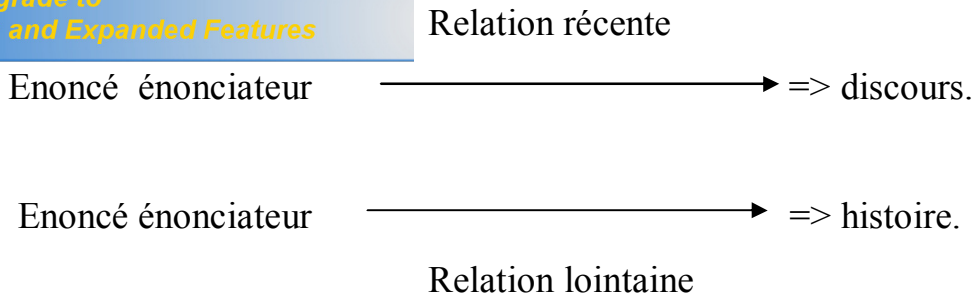 grade to
and Expanded Features
Relation récente
Enoncé énonciateur => discours.
Enoncé énonciateur => histoire.
Relation lointaine